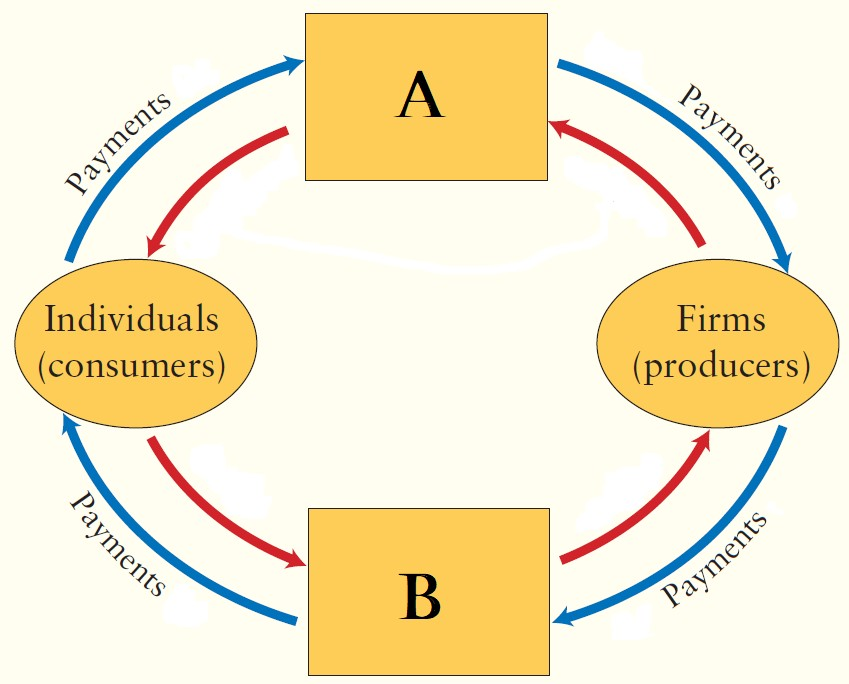 A
Payments
Payments
Individuals
(consumers)
Firms
(producers)
Payments
Payments
B